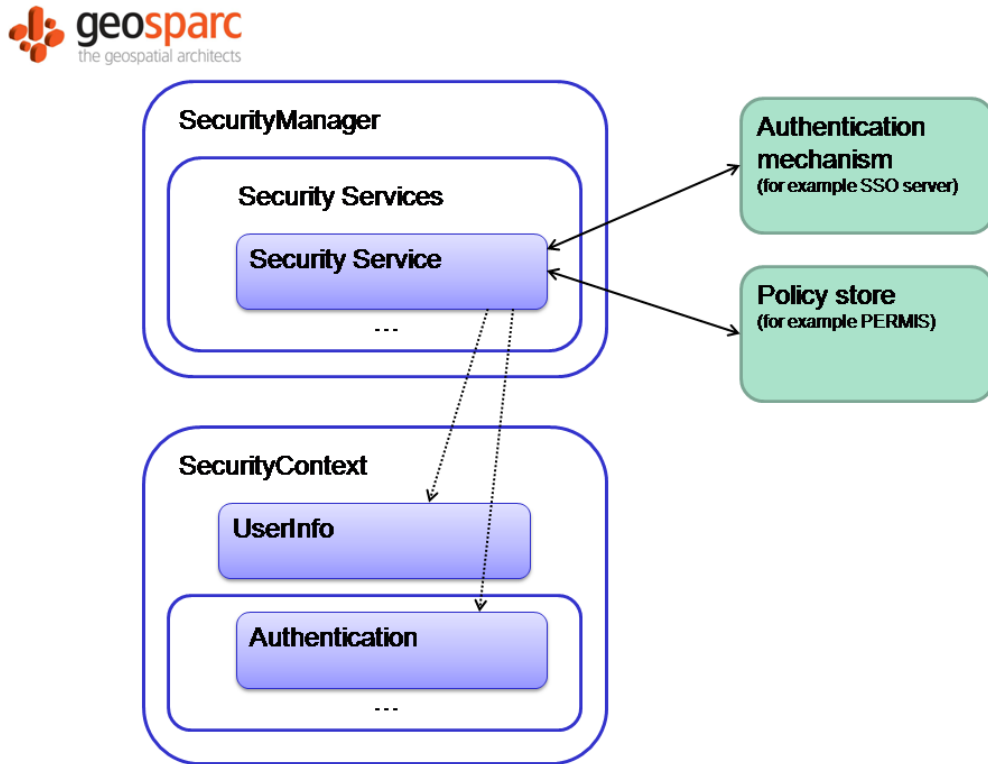 geosparc
the geospatial architects
SecurityManager
Security Services
Security Service
...
Authentication
mechanism
(for example SSO server)
Policy store
(for example PERMIS)
SecurityContext
UserInfo
Authentication
...